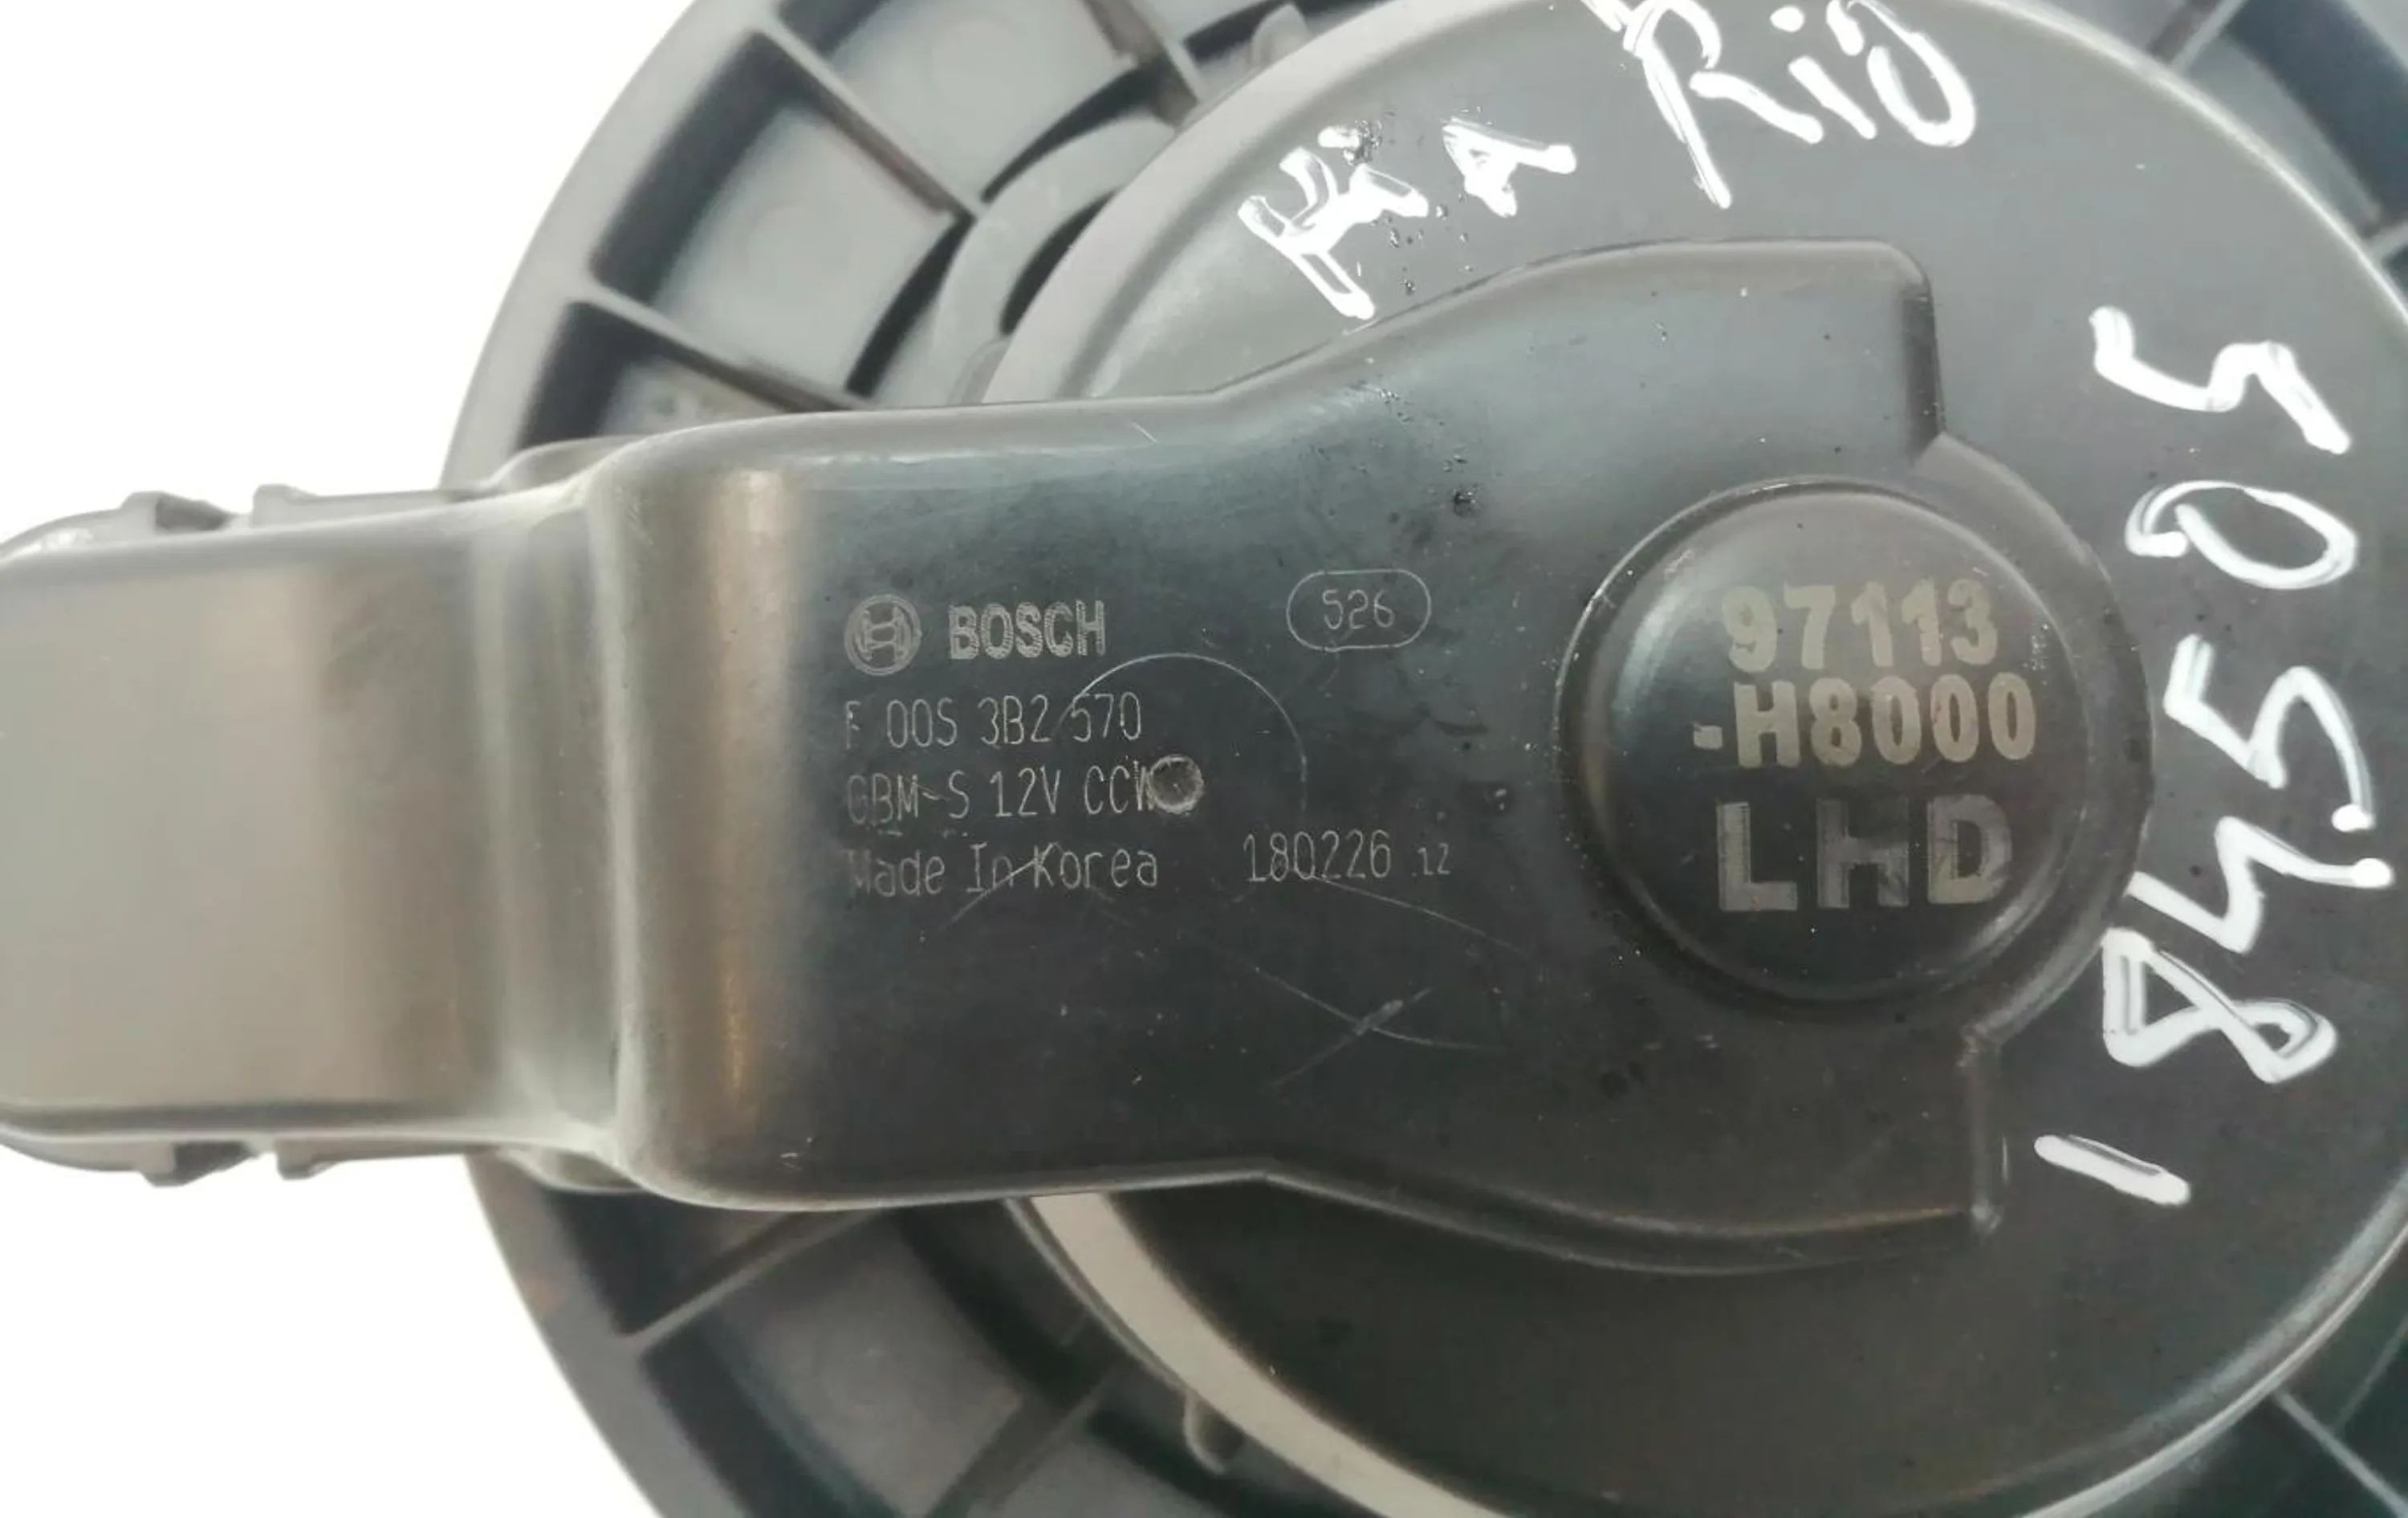 KIA Rio
BOSCH
526
F 00S 3B2 570
GBM-S 12V CCW
Made In Korea
180226 12
97113
-H8000
LHD
184505